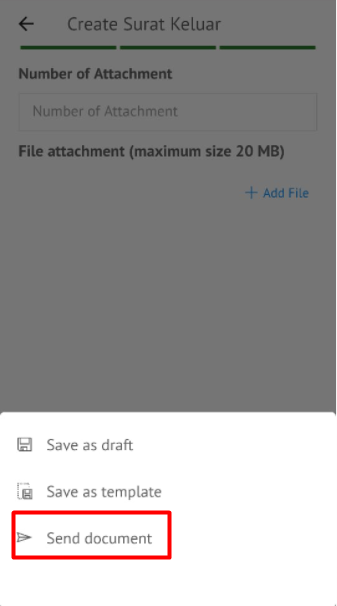 Create Surat Keluar
Number of Attachment
Number of Attachment
File attachment (maximum size 20 MB)
+ Add File
Save as draft
Save as template
Send document